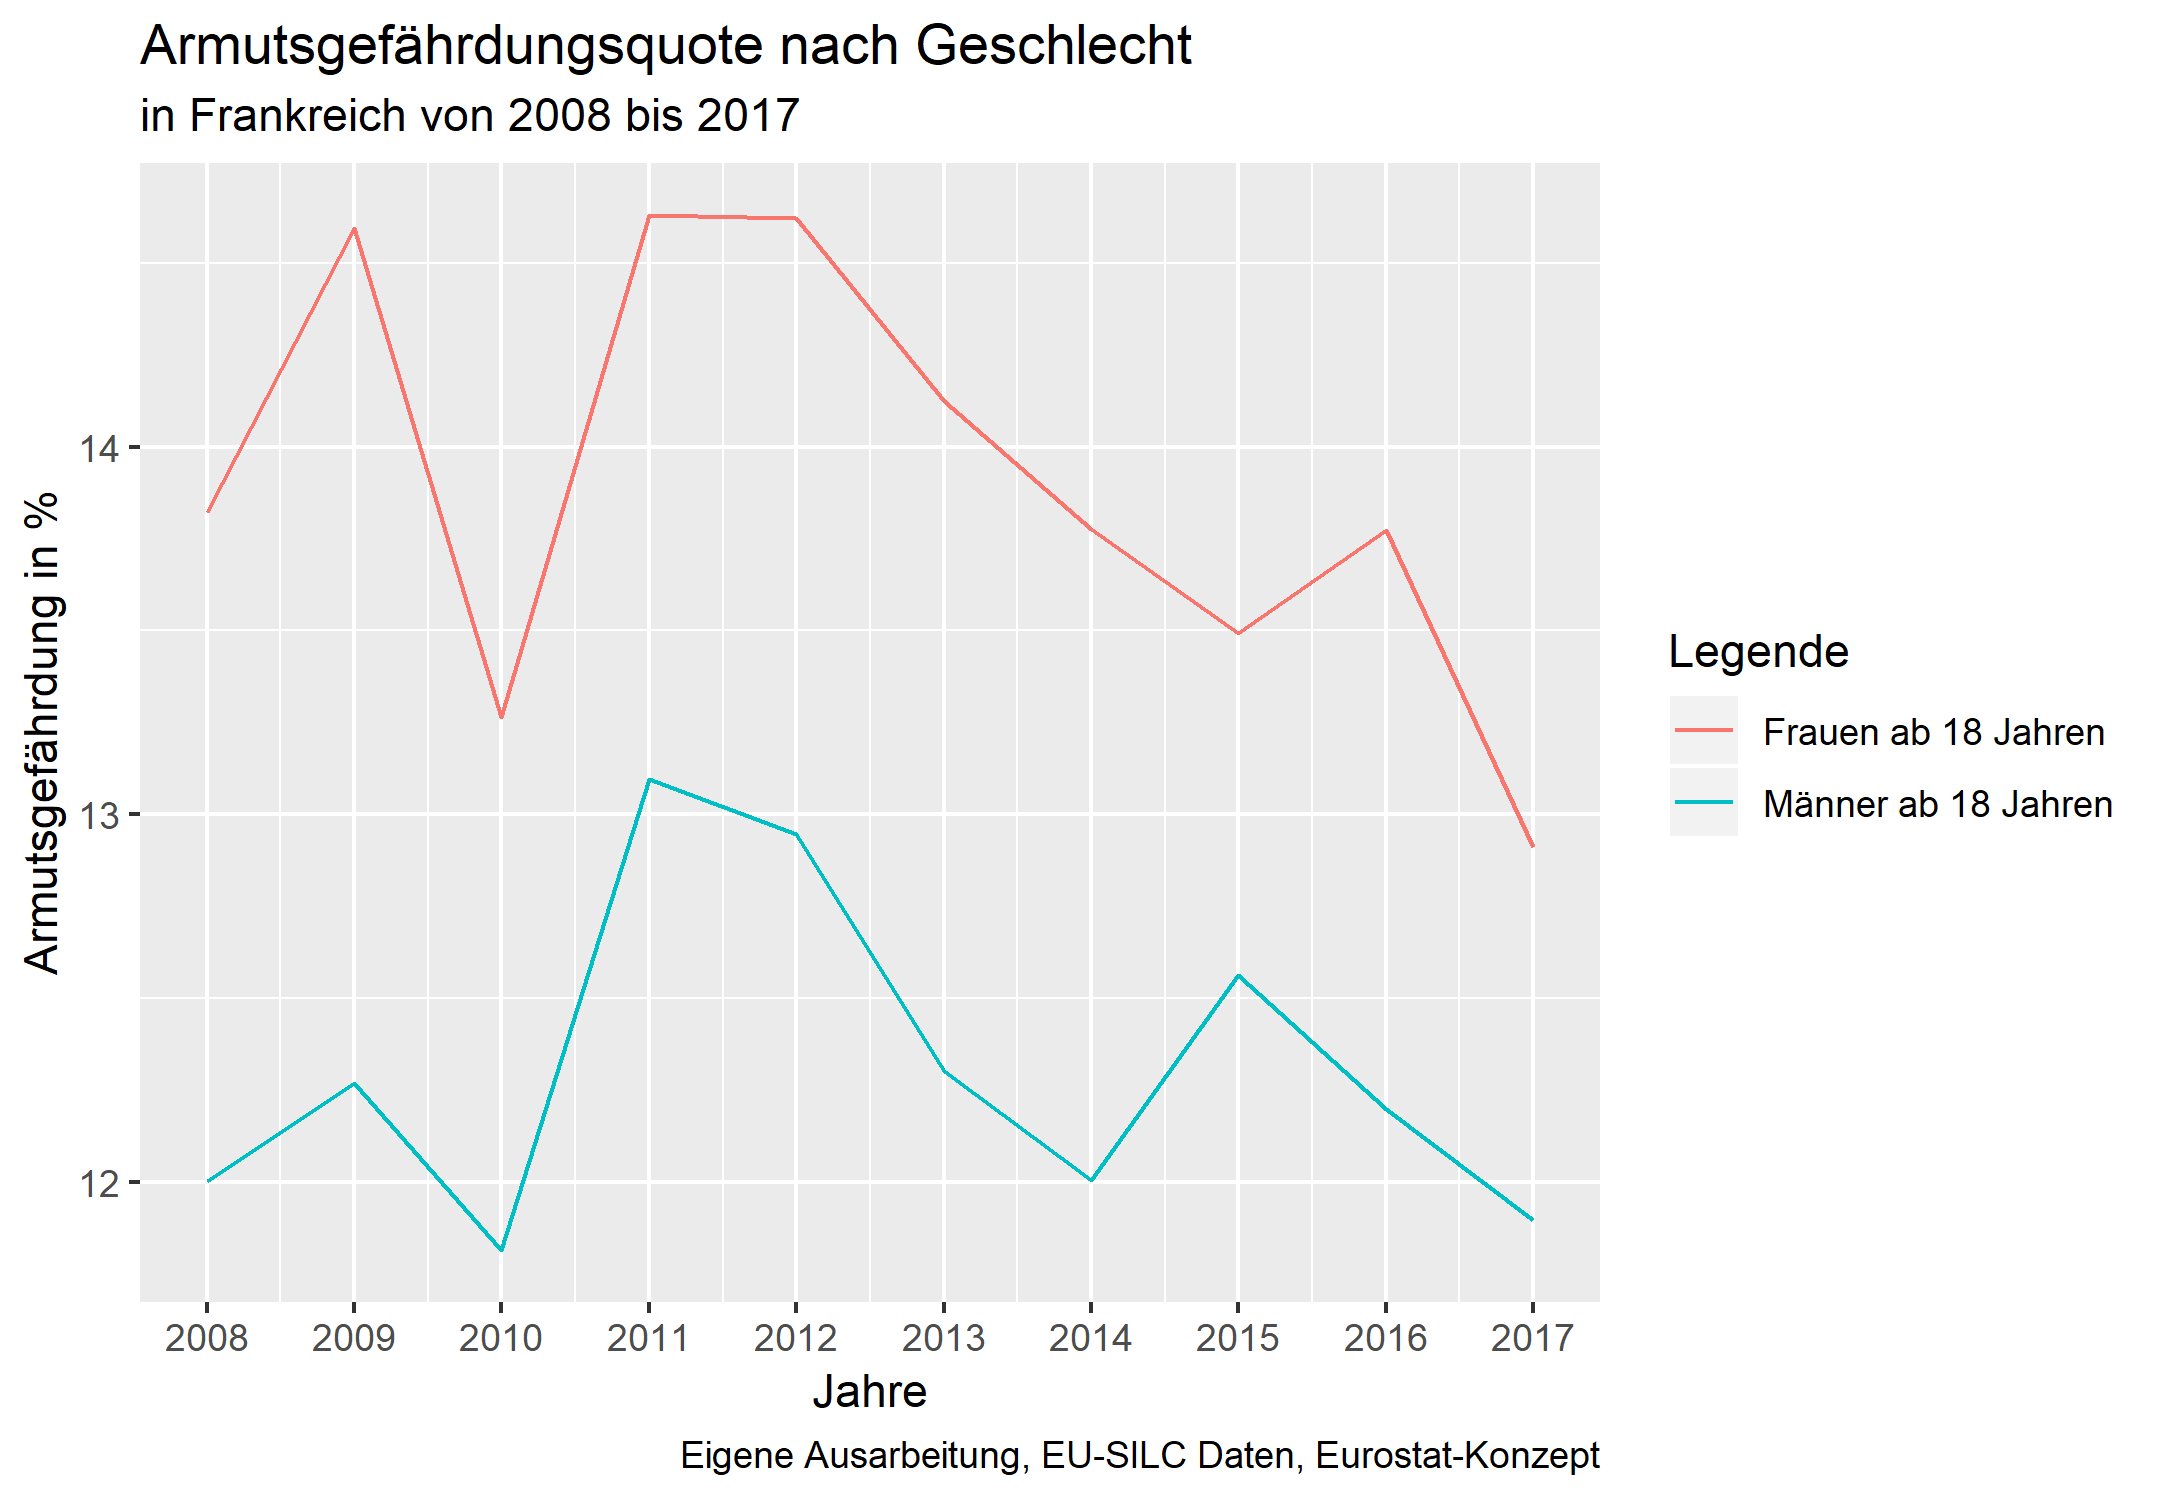 Armutsgefährdungsquote nach Geschlecht
in Frankreich von 2008 bis 2017
Armutsgefährdung in %
14
13
12
2008 2009 2010 2011 2012 2013 2014 2015 2016 2017
Jahre
Legende
Frauen ab 18 Jahren
Männer ab 18 Jahren
Eigene Ausarbeitung, EU-SILC Daten, Eurostat-Konzept